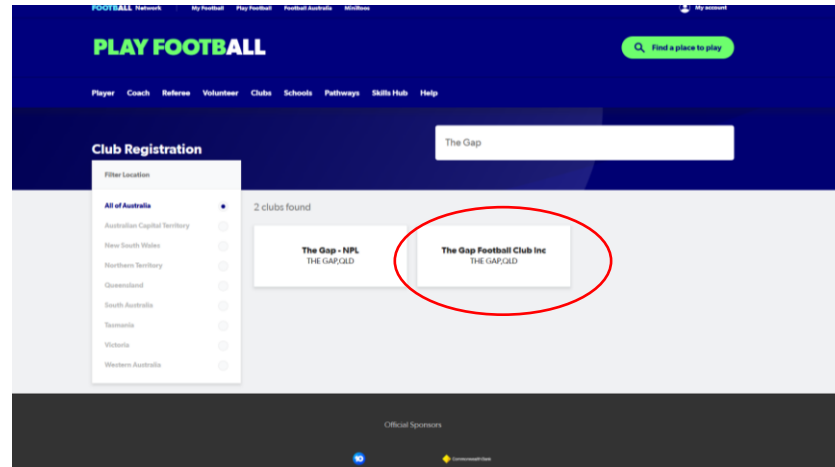 FOOTBALL Network My Football Play Football Football Australia MiniRoos My account
PLAY FOOTBALL
Find a place to play
Player Coach Referee Volunteer Clubs Schools Pathways Skills Hub Help
Club Registration
The Gap
Filter Location
All of Australia
Australian Capital Territory
New South Wales
Northern Territory
Queensland
South Australia
Tasmania
Victoria
Western Australia
2 clubs found
The Gap - NPL
THE GAP,QLD
The Gap Football Club Inc
THE GAP,QLD
Official Sponsors
10
CommonwealthBank